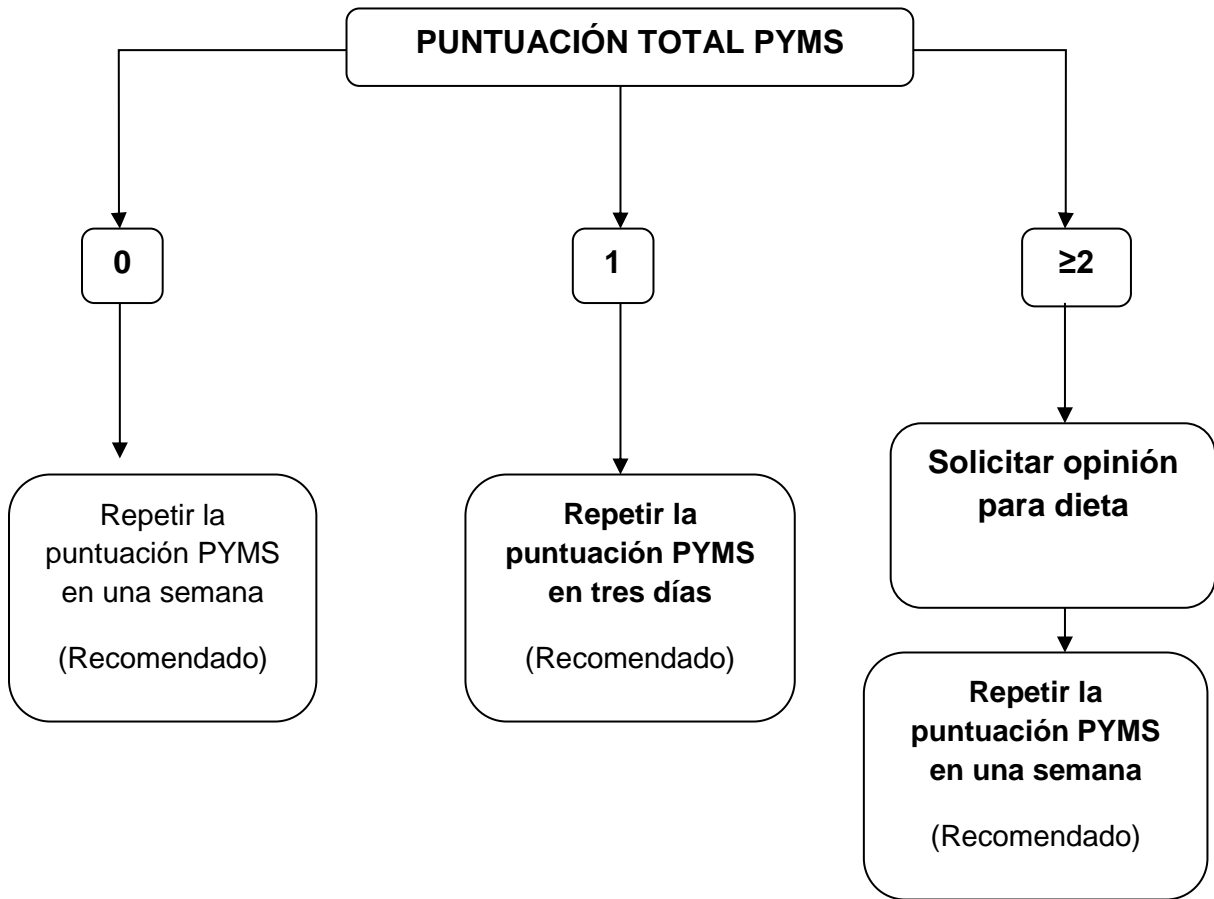 PUNTUACIÓN TOTAL PYMS
0
1
≥2
Repetir la
puntuación PYMS
en una semana
(Recomendado)
Repetir la
puntuación PYMS
en tres días
(Recomendado)
Solicitar opinión
para dieta
Repetir la
puntuación PYMS
en una semana
(Recomendado)